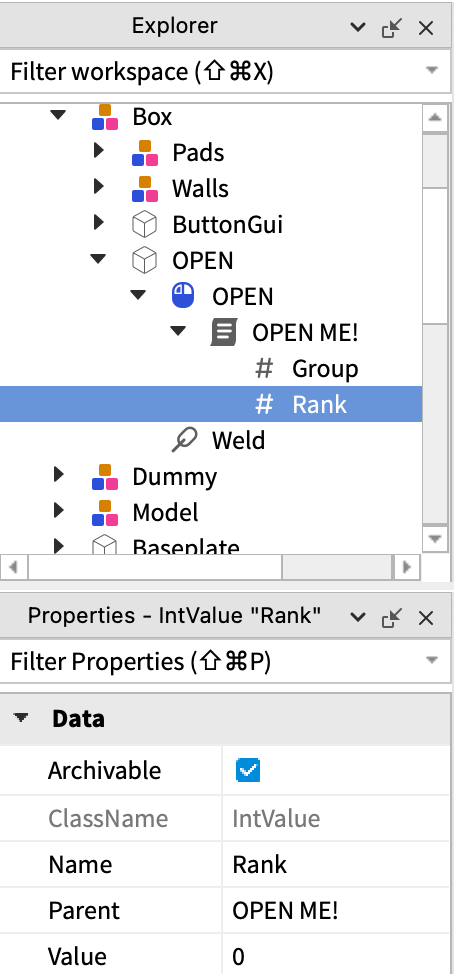 Explorer
Filter workspace (⇧⌘X)
Box
Pads
Walls
ButtonGui
OPEN
OPEN
OPEN ME!
# Group
# Rank
Weld
Dummy
Model
Baseplate
Properties - IntValue "Rank"
Filter Properties (⇧⌘P)
Data
Archivable
ClassName IntValue
Name Rank
Parent OPEN ME!
Value 0